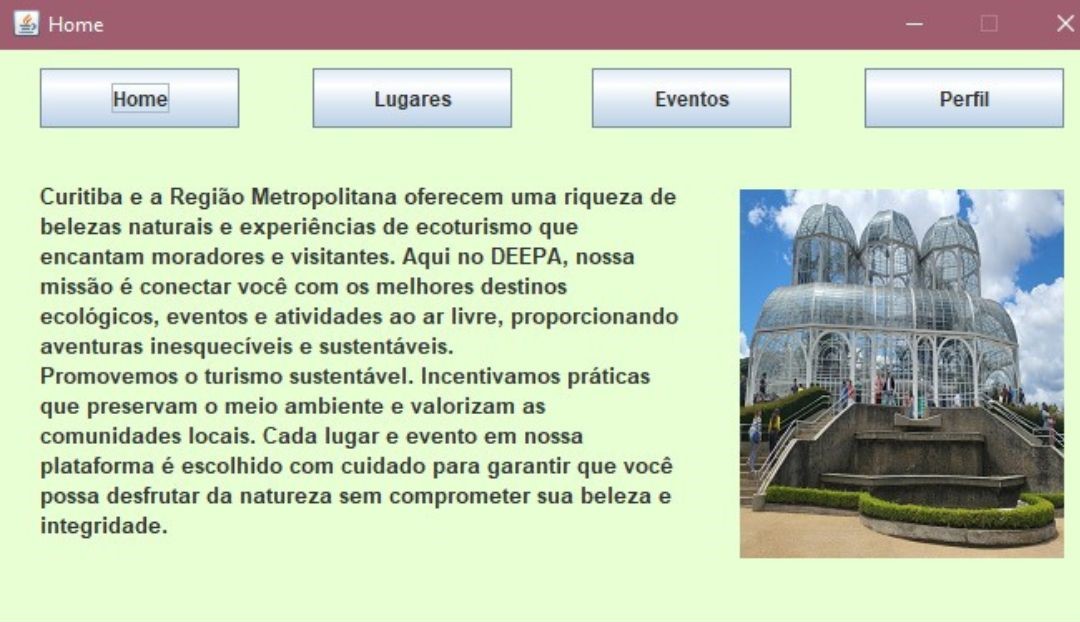 Home
Home
Lugares
Eventos
Perfil
Curitiba e a Região Metropolitana oferecem uma riqueza de
belezas naturais e experiências de ecoturismo que
encantam moradores e visitantes. Aqui no DEEPA, nossa
missão é conectar você com os melhores destinos
ecológicos, eventos e atividades ao ar livre, proporcionando
aventuras inesquecíveis e sustentáveis.
Promovemos o turismo sustentável. Incentivamos práticas
que preservam o meio ambiente e valorizam as
comunidades locais. Cada lugar e evento em nossa
plataforma é escolhido com cuidado para garantir que você
possa desfrutar da natureza sem comprometer sua beleza e
integridade.